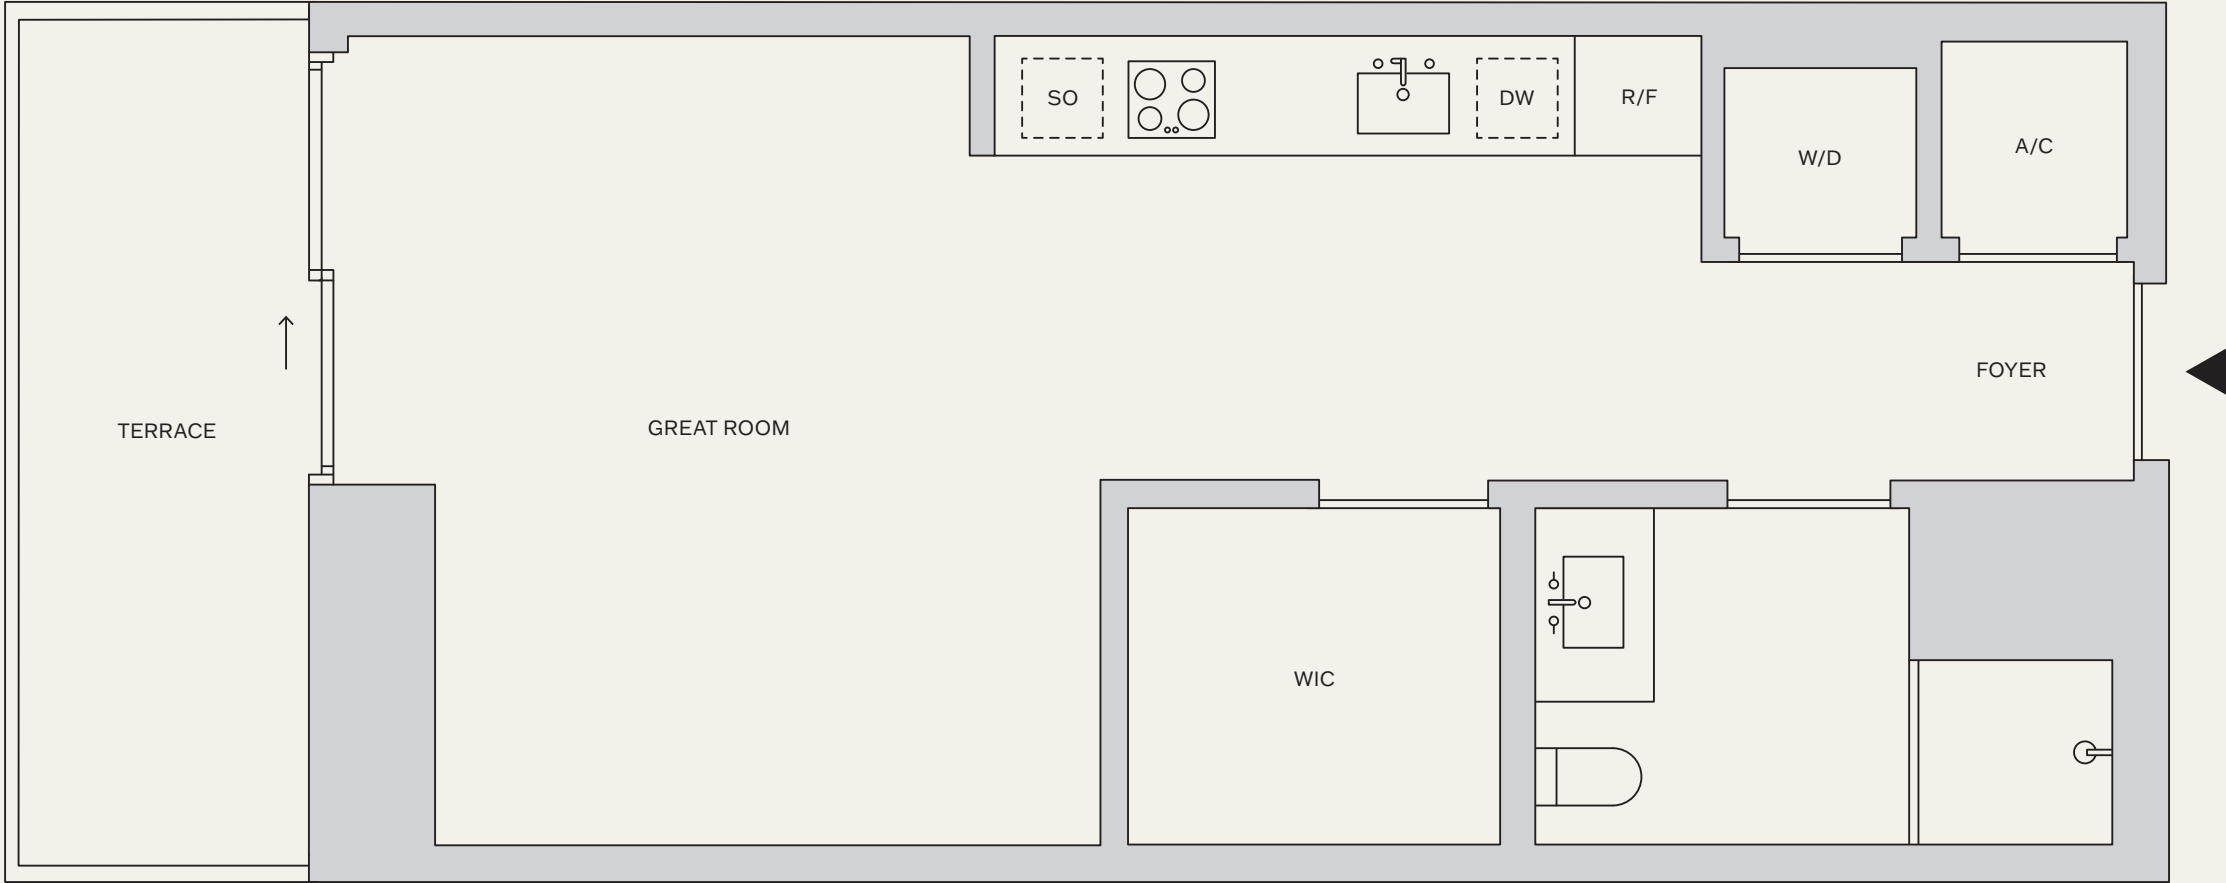 SO
DW
R/F
W/D
A/C
FOYER
TERRACE
GREAT ROOM
WIC